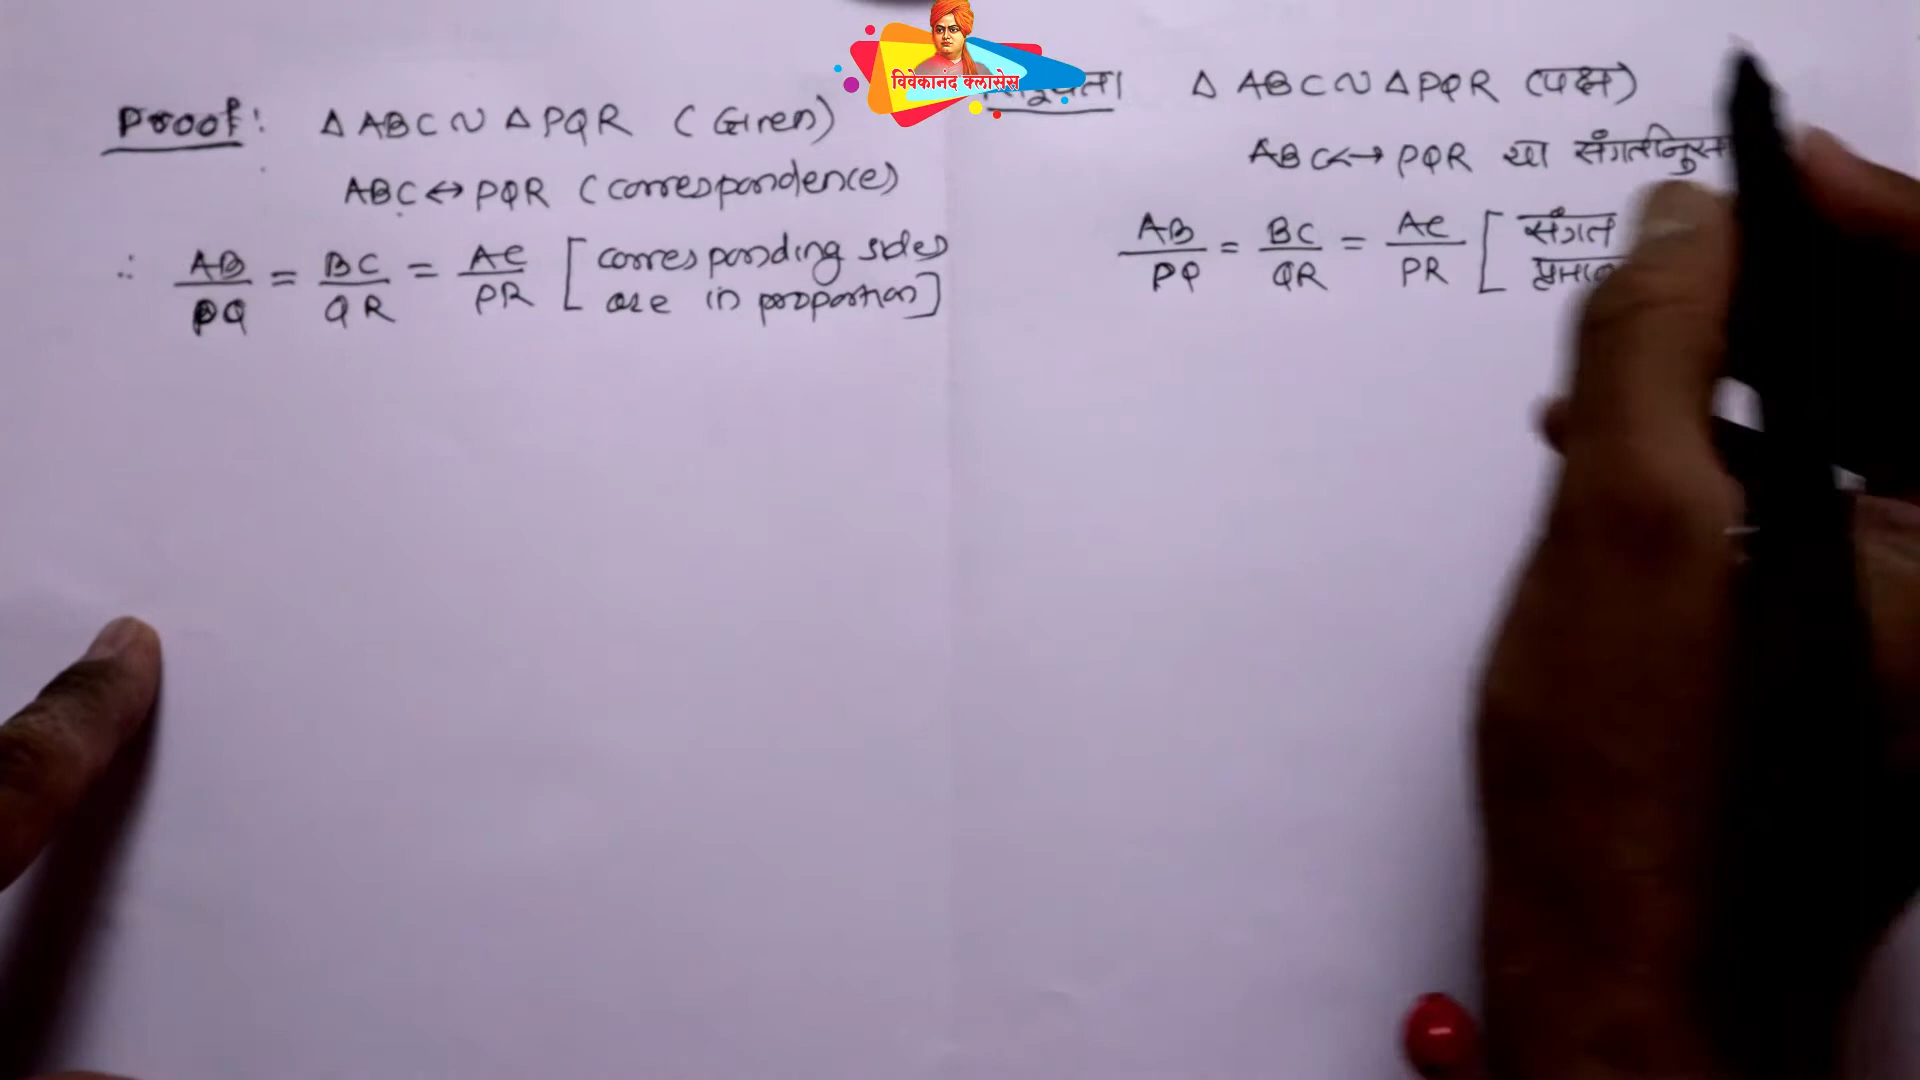 विवेकानंद क्लासेस
Proof: Δ ABC ~ Δ PQR (Given)
ABC ↔ PQR (correspondence)
∴ AB/PQ = BC/QR = AC/PR [corresponding sides
are in proportion]
Δ ABC ~ Δ PQR (पक्ष)
ABC ↔ PQR या
AB/PQ = BC/QR = AC/PR [संगत